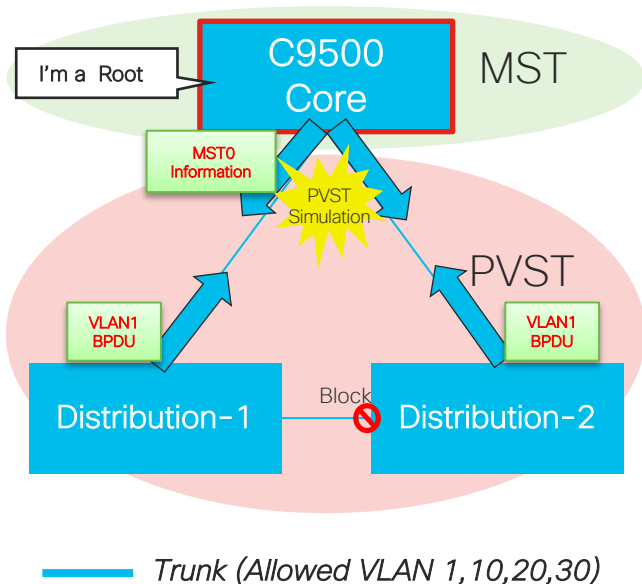 I'm a Root
C9500
Core
MST
MST0
Information
PVST
Simulation
PVST
VLAN1
BPDU
VLAN1
BPDU
Block
Distribution-1
Distribution-2
Trunk (Allowed VLAN 1,10,20,30)